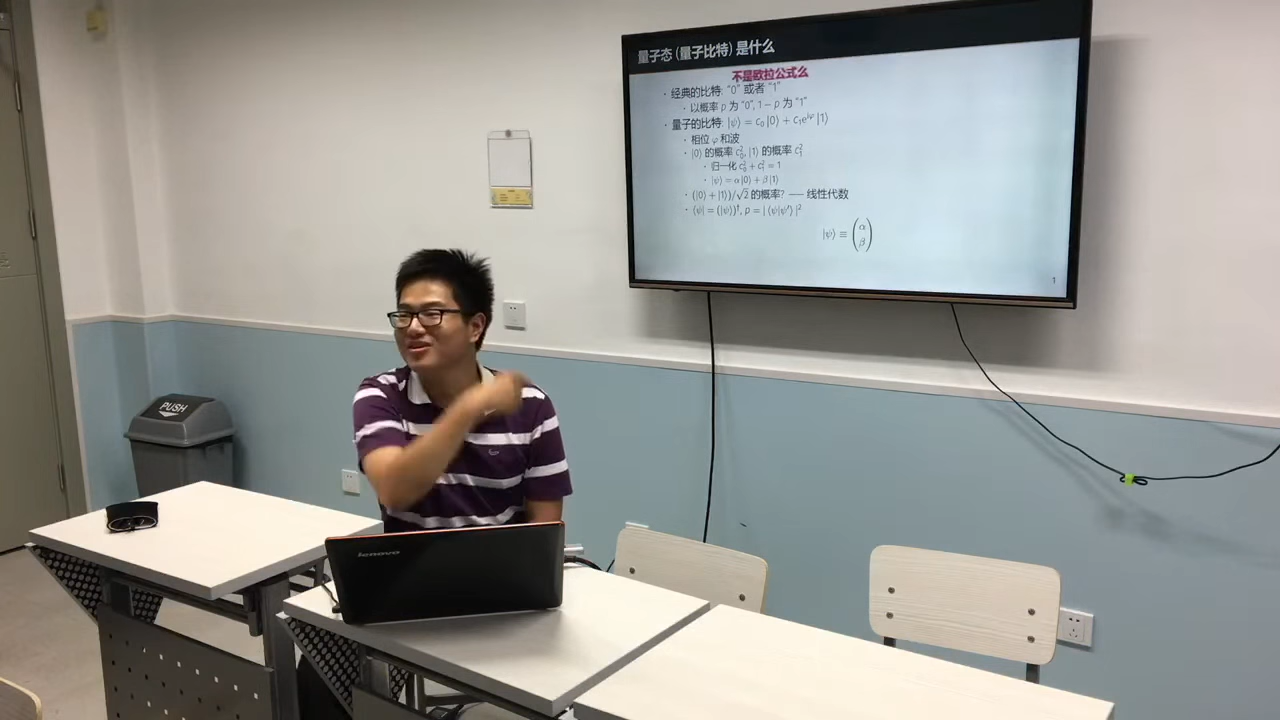 量子态 (量子比特) 是什么
不是欧拉公式么
· 经典的比特: "0" 或者 "1"
· 以概率 p 为 "0", 1 − p 为 "1"
· 量子的比特: |ψ⟩ = c₀ |0⟩ + c₁e^{iφ} |1⟩
· 相位 φ 和波
· |0⟩ 的概率 c₀², |1⟩ 的概率 c₁²
· 归一化 c₀² + c₁² = 1
· |ψ⟩ = α |0⟩ + β |1⟩
· (|0⟩ + |1⟩)/√2 的概率? —— 线性代数
· ⟨ψ| = (|ψ⟩)†, p = | ⟨ψ|ψ′⟩ |²
|ψ⟩ ≡ (α
β)
1
PUSH
lenovo